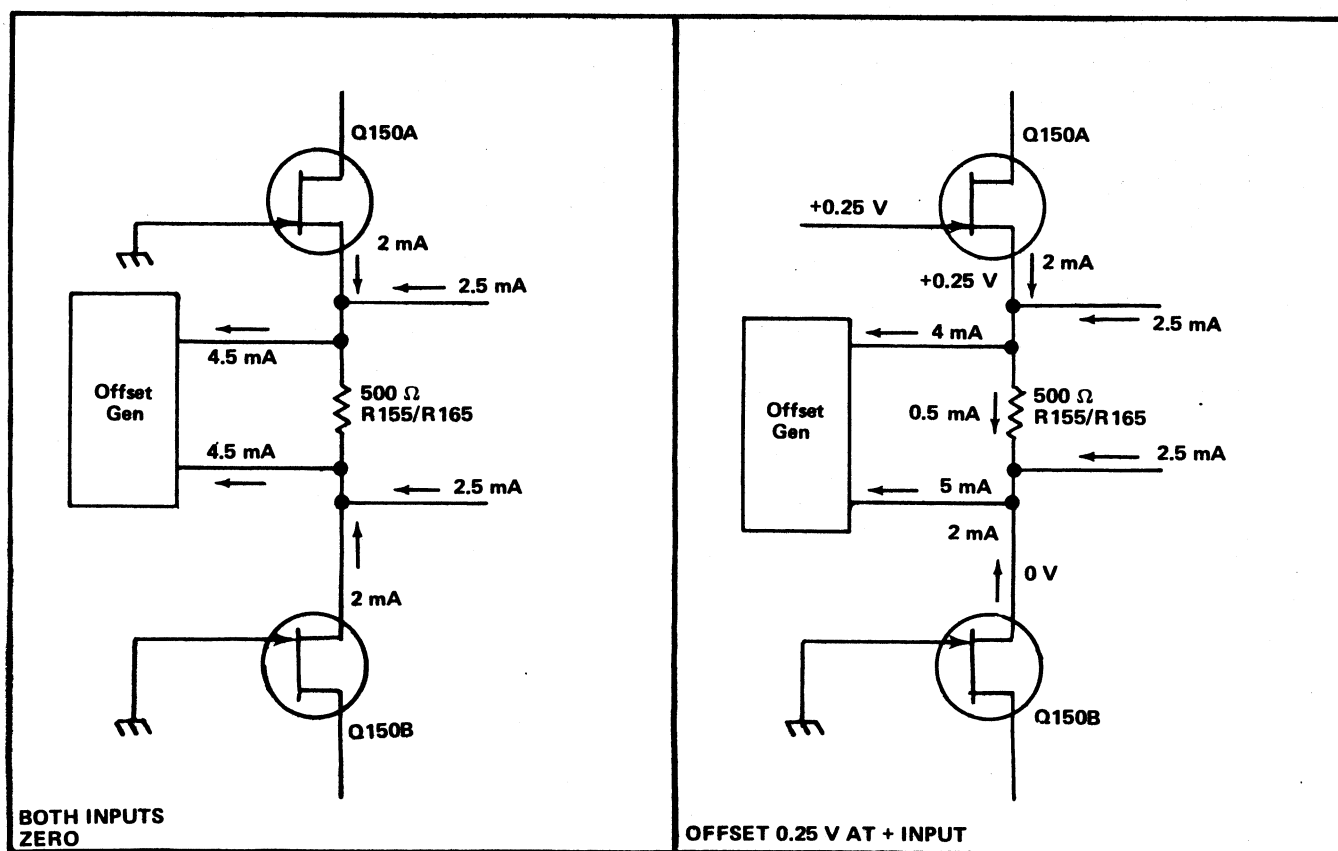 Q150A
2 mA
2.5 mA
4.5 mA
Offset
Gen
500 Ω
R155/R165
4.5 mA
2.5 mA
2 mA
Q150B
BOTH INPUTS
ZERO
Q150A
+0.25 V
2 mA
+0.25 V
2.5 mA
4 mA
Offset
Gen
500 Ω
R155/R165
0.5 mA
2.5 mA
5 mA
2 mA
0 V
Q150B
OFFSET 0.25 V AT + INPUT